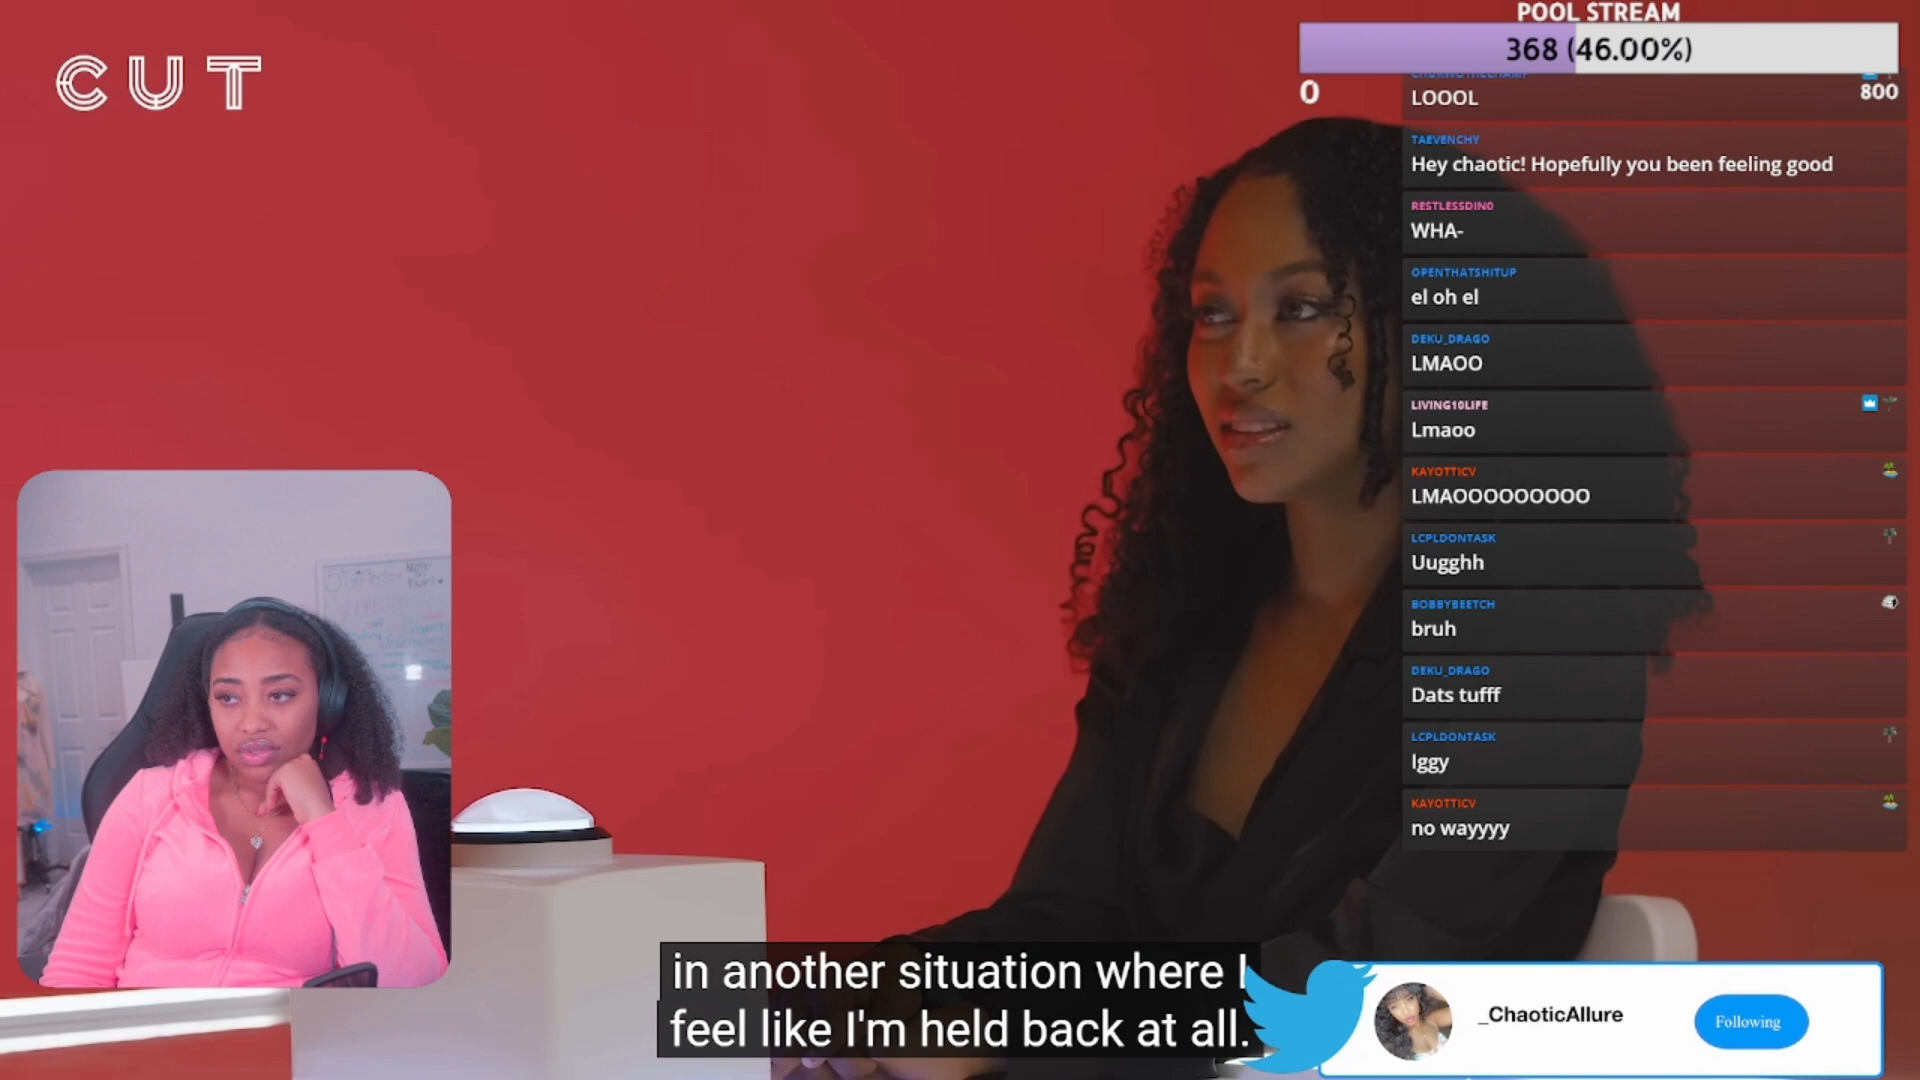 CUT
POOL STREAM
368 (46.00%)
0
800
LOOOL
TAEVENCHY
Hey chaotic! Hopefully you been feeling good
RESTLESSDIN0
WHA-
OPENTHATSHITUP
el oh el
DEKU_DRAGO
LMAOO
LIVING10LIFE
Lmaoo
KAYOTTICV
LMAOOOOOOOOO
LCPLDONTASK
Uugghh
BOBBYBEETCH
bruh
DEKU_DRAGO
Dats tufff
LCPLDONTASK
Iggy
KAYOTTICV
no wayyyy
in another situation where I
feel like I'm held back at all.
_ChaoticAllure
Following